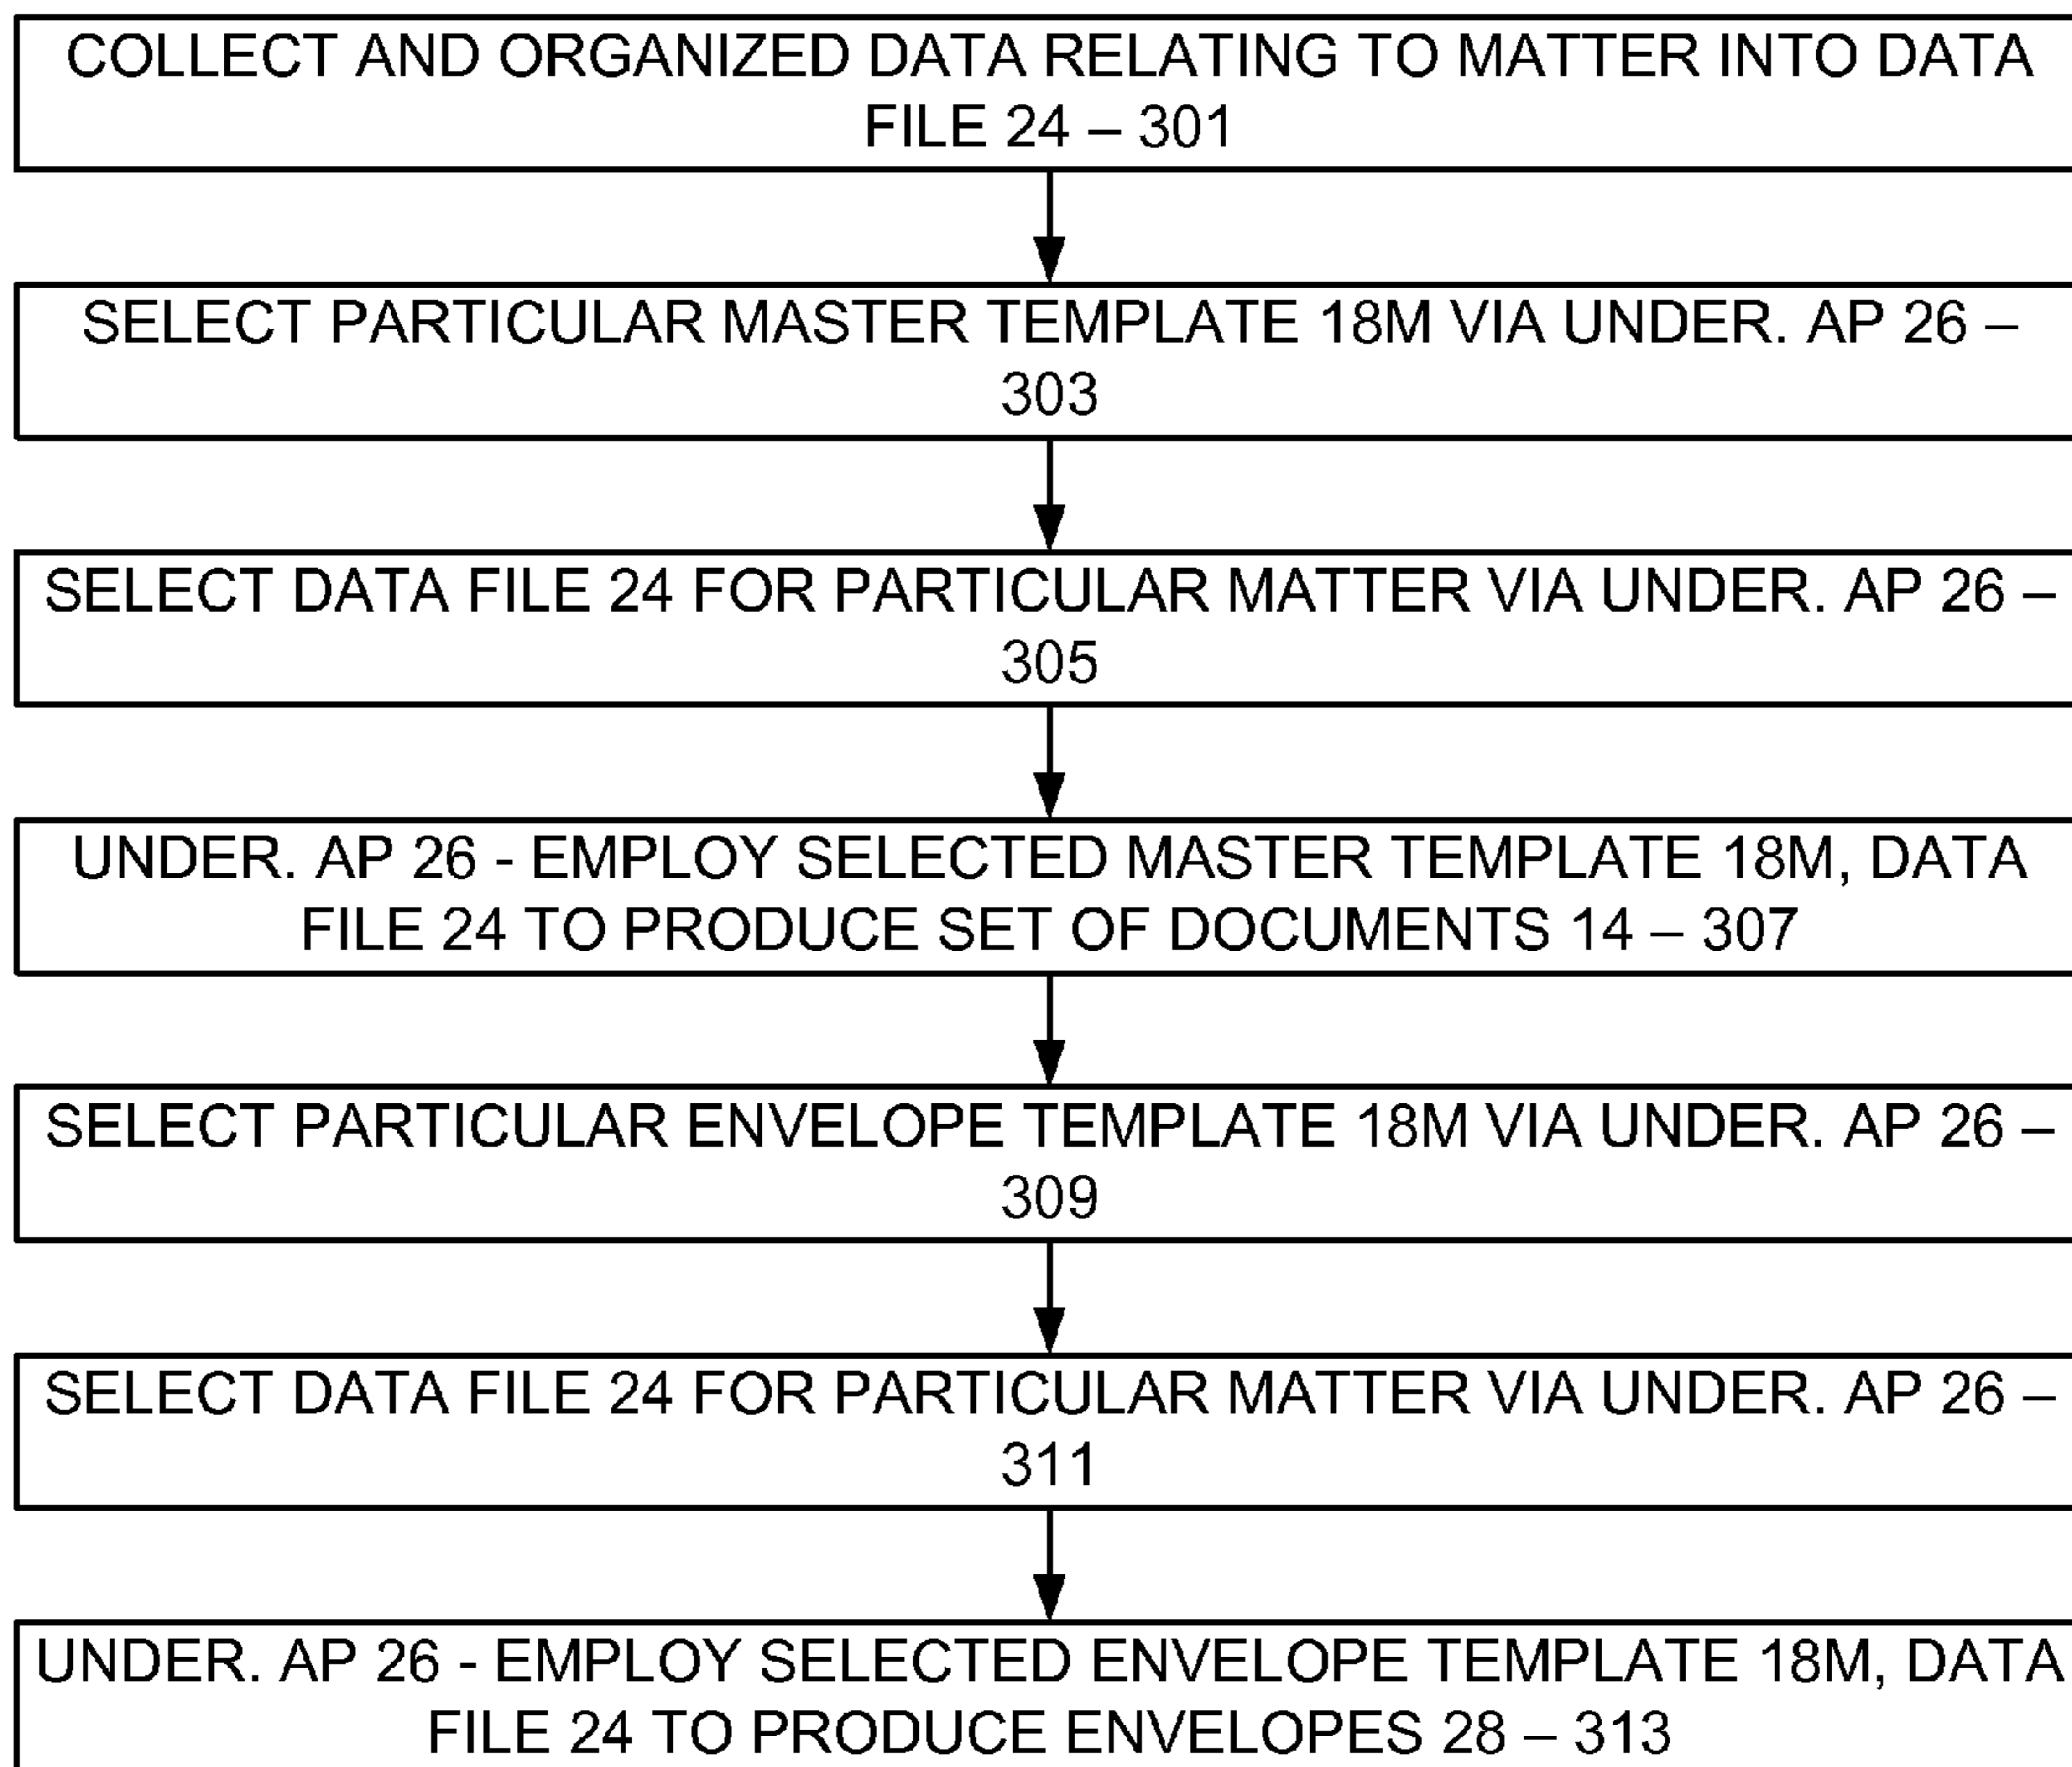 COLLECT AND ORGANIZED DATA RELATING TO MATTER INTO DATA
FILE 24 – 301
SELECT PARTICULAR MASTER TEMPLATE 18M VIA UNDER. AP 26 –
303
SELECT DATA FILE 24 FOR PARTICULAR MATTER VIA UNDER. AP 26 –
305
UNDER. AP 26 - EMPLOY SELECTED MASTER TEMPLATE 18M, DATA
FILE 24 TO PRODUCE SET OF DOCUMENTS 14 – 307
SELECT PARTICULAR ENVELOPE TEMPLATE 18M VIA UNDER. AP 26 –
309
SELECT DATA FILE 24 FOR PARTICULAR MATTER VIA UNDER. AP 26 –
311
UNDER. AP 26 - EMPLOY SELECTED ENVELOPE TEMPLATE 18M, DATA
FILE 24 TO PRODUCE ENVELOPES 28 – 313